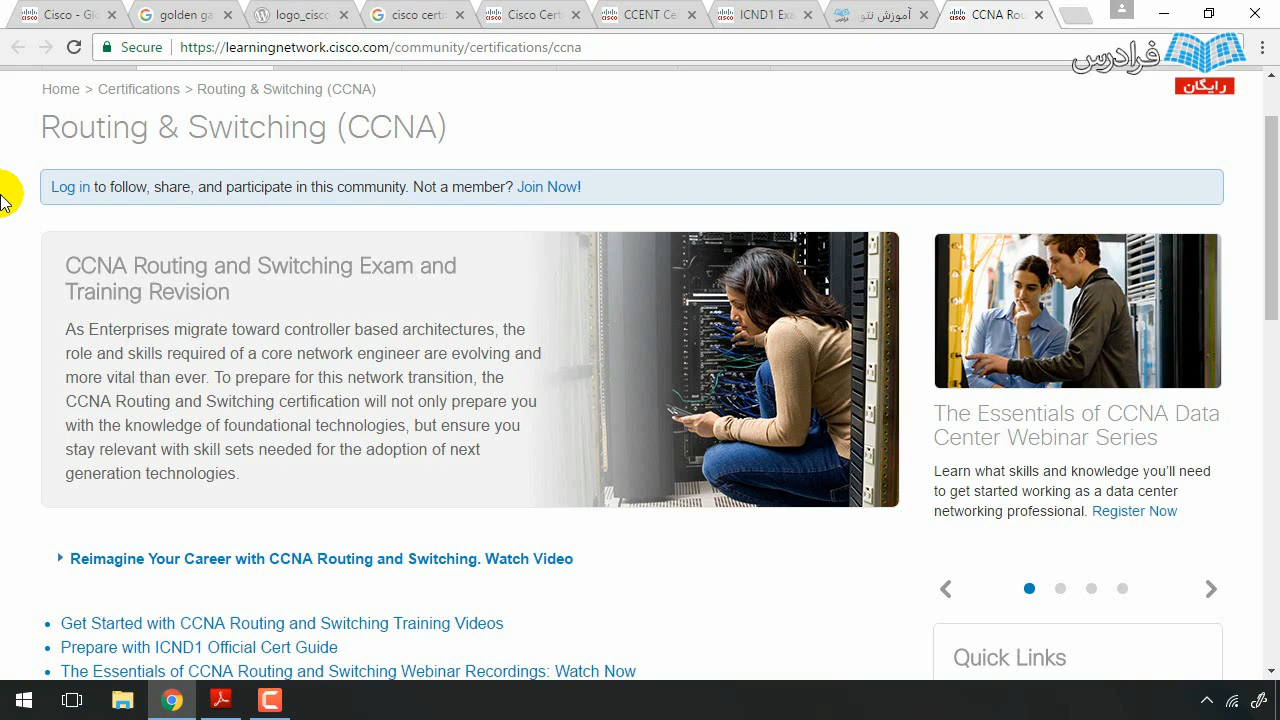 Cisco - Gl
golden ga
logo_cisco
cisco certi
Cisco Cert
CCENT Ce
ICND1 Exa
آموزش تنو
CCNA Rou
Secure
https://learningnetwork.cisco.com/community/certifications/ccna
فرادرس
رایگان
Home > Certifications > Routing & Switching (CCNA)
Routing & Switching (CCNA)
Log in to follow, share, and participate in this community. Not a member? Join Now!
CCNA Routing and Switching Exam and
Training Revision
As Enterprises migrate toward controller based architectures, the
role and skills required of a core network engineer are evolving and
more vital than ever. To prepare for this network transition, the
CCNA Routing and Switching certification will not only prepare you
with the knowledge of foundational technologies, but ensure you
stay relevant with skill sets needed for the adoption of next
generation technologies.
The Essentials of CCNA Data
Center Webinar Series
Learn what skills and knowledge you'll need
to get started working as a data center
networking professional. Register Now
Reimagine Your Career with CCNA Routing and Switching. Watch Video
Get Started with CCNA Routing and Switching Training Videos
Prepare with ICND1 Official Cert Guide
The Essentials of CCNA Routing and Switching Webinar Recordings: Watch Now
Quick Links